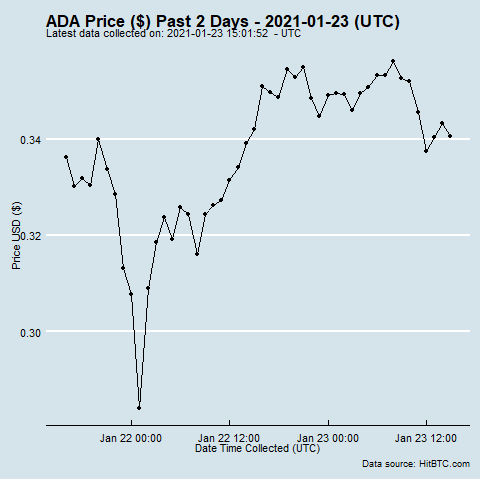 ADA Price ($) Past 2 Days - 2021-01-23 (UTC)
Latest data collected on: 2021-01-23 15:01:52 - UTC
Price USD ($)
0.34
0.32
0.30
Jan 22 00:00
Jan 22 12:00
Jan 23 00:00
Jan 23 12:00
Date Time Collected (UTC)
Data source: HitBTC.com